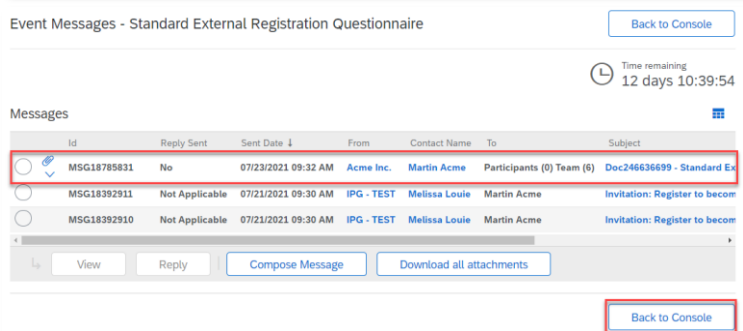 Event Messages - Standard External Registration Questionnaire
Back to Console
Time remaining
12 days 10:39:54
Messages
Id Reply Sent Sent Date ↓ From Contact Name To Subject
MSG18785831 No 07/23/2021 09:32 AM Acme Inc. Martin Acme Participants (0) Team (6) Doc246636699 - Standard Ex
MSG18392911 Not Applicable 07/21/2021 09:30 AM IPG - TEST Melissa Louie Martin Acme Invitation: Register to becom
MSG18392910 Not Applicable 07/21/2021 09:30 AM IPG - TEST Melissa Louie Martin Acme Invitation: Register to becom
View Reply Compose Message Download all attachments
Back to Console